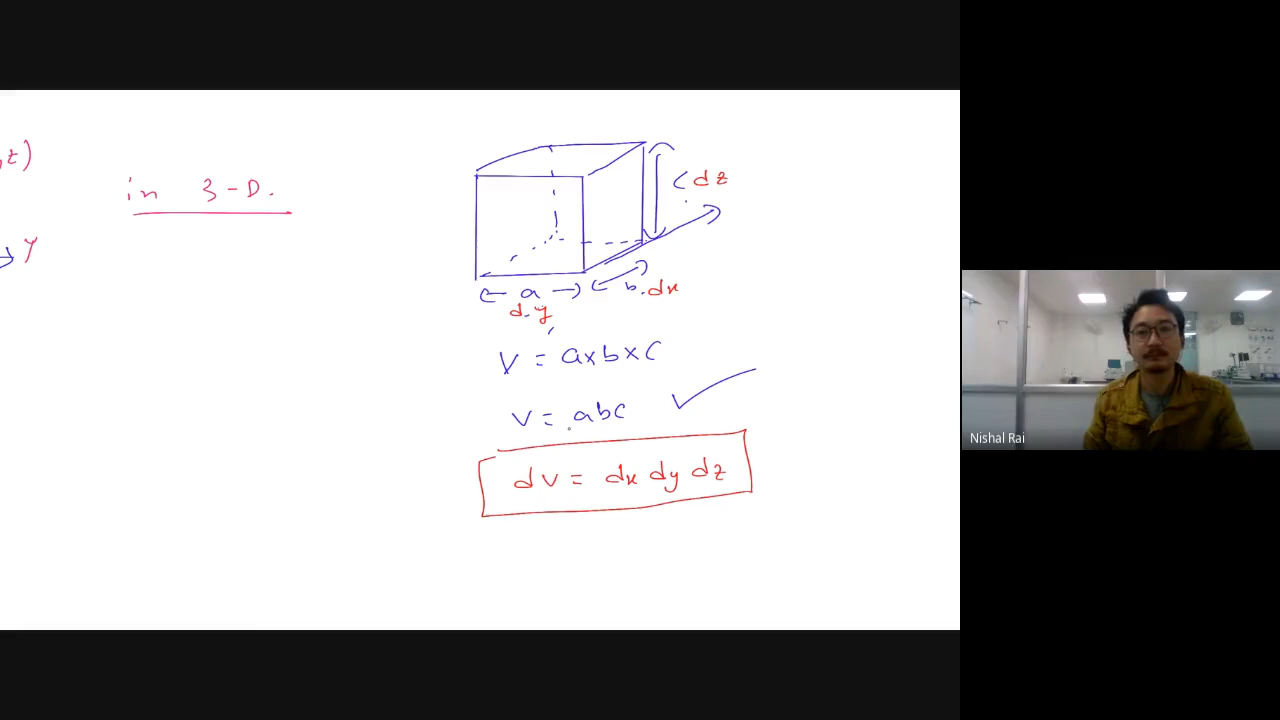 ,z)
in 3-D.
Y
c dz
a
b.dx
d.y
V = a×b×c
V = abc
dV = dx dy dz
Nishal Rai